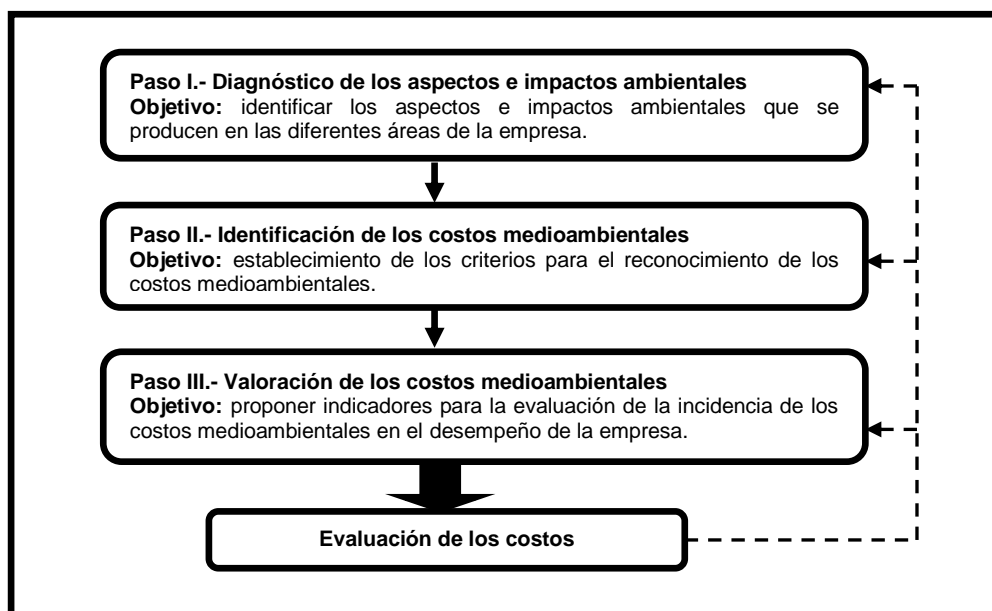 Paso I.- Diagnóstico de los aspectos e impactos ambientales
Objetivo: identificar los aspectos e impactos ambientales que se
producen en las diferentes áreas de la empresa.
Paso II.- Identificación de los costos medioambientales
Objetivo: establecimiento de los criterios para el reconocimiento de los
costos medioambientales.
Paso III.- Valoración de los costos medioambientales
Objetivo: proponer indicadores para la evaluación de la incidencia de los
costos medioambientales en el desempeño de la empresa.
Evaluación de los costos